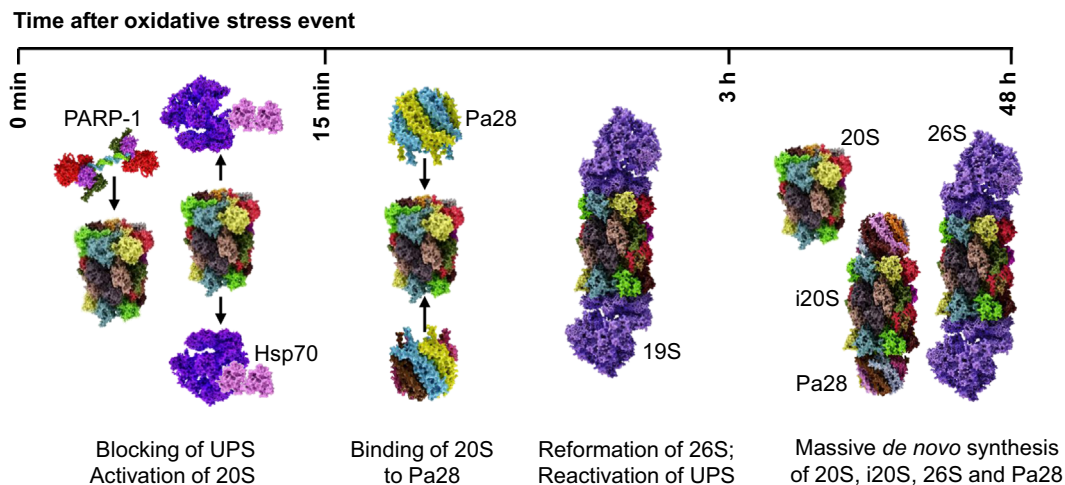 Time after oxidative stress event
0 min
15 min
3 h
48 h
PARP-1
Hsp70
Pa28
19S
20S
26S
i20S
Pa28
Blocking of UPS
Activation of 20S
Binding of 20S
to Pa28
Reformation of 26S;
Reactivation of UPS
Massive de novo synthesis
of 20S, i20S, 26S and Pa28